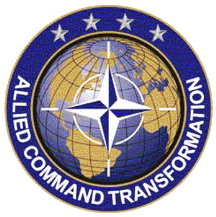 ALLIED COMMAND TRANSFORMATION